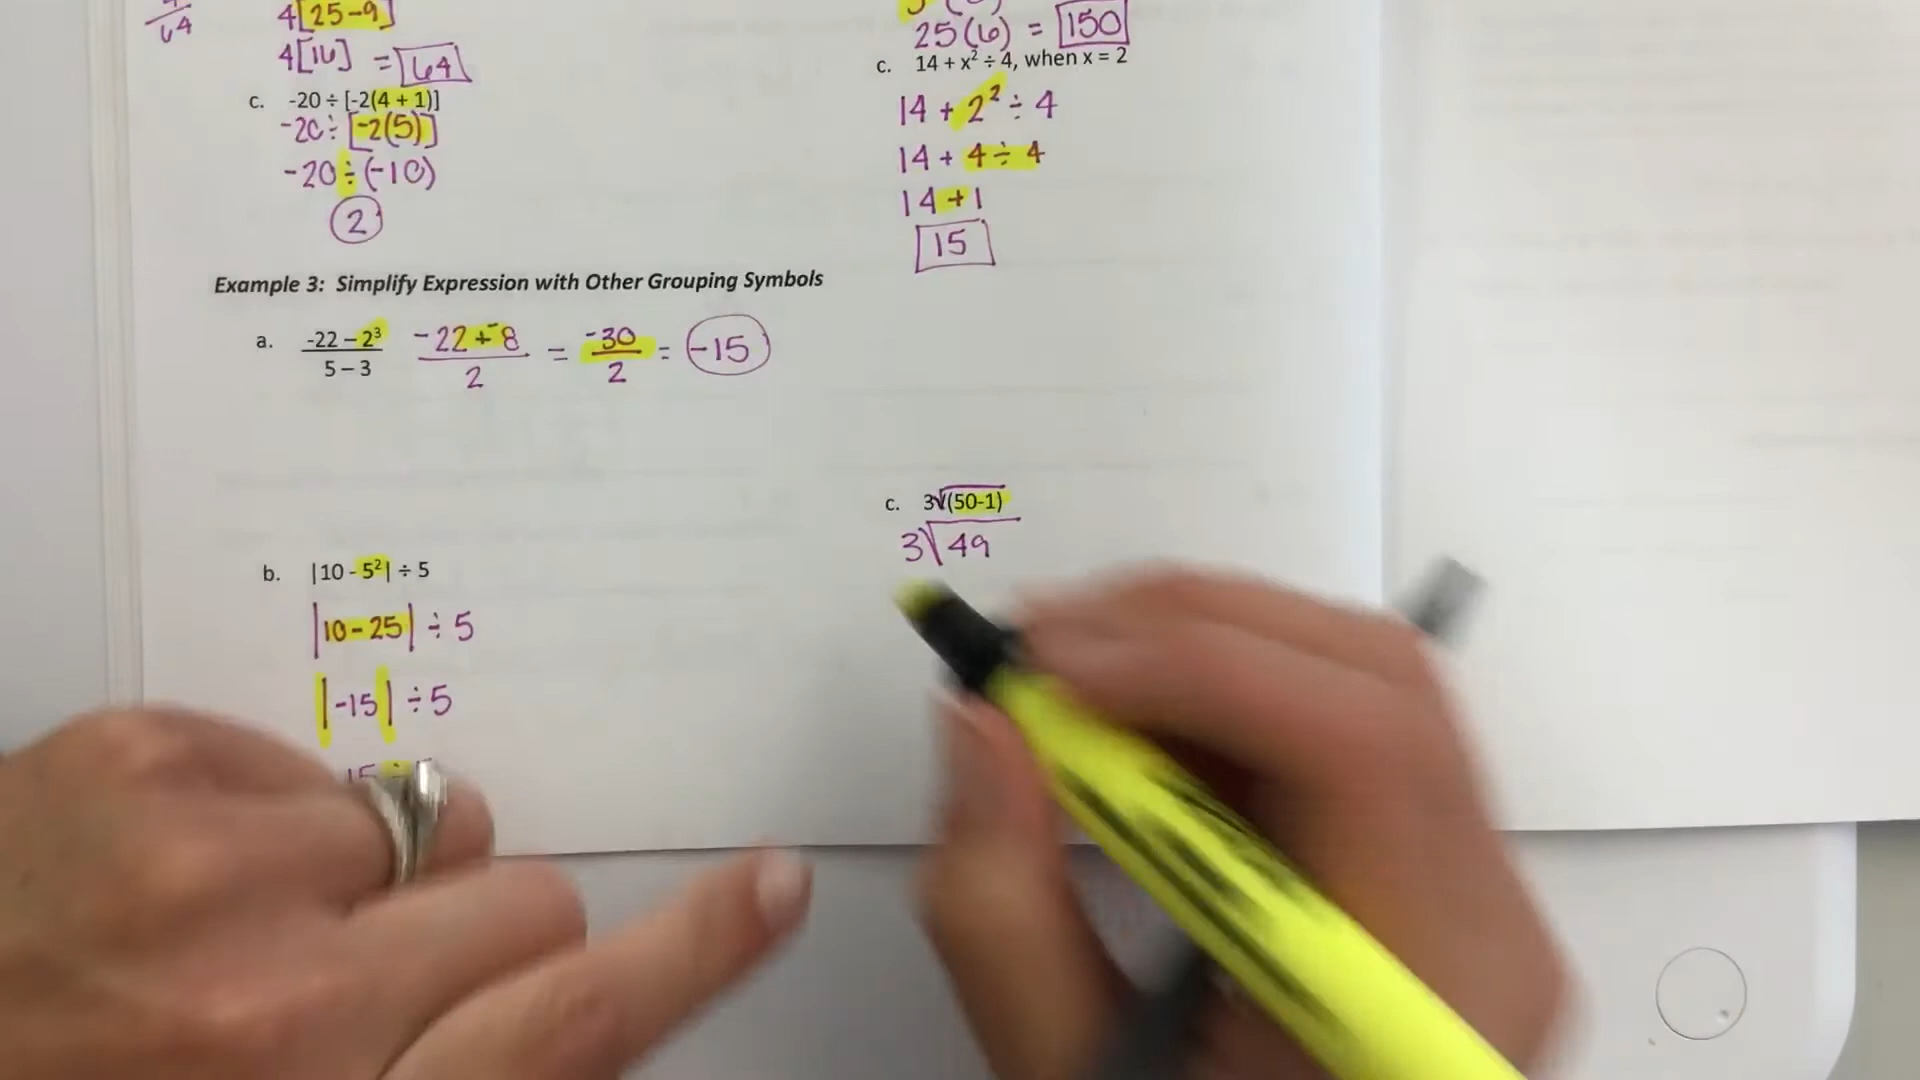 64
4[25-9]
4[16] = 64
c. -20 ÷ [-2(4 + 1)]
-20 ÷ [-2(5)]
-20 ÷ (-10)
2
25(6) = 150
c. 14 + x² ÷ 4, when x = 2
14 + 2² ÷ 4
14 + 4 ÷ 4
14 + 1
15
Example 3: Simplify Expression with Other Grouping Symbols
a. -22 – 2³ / 5 – 3 -22 + -8 / 2 = -30 / 2 = -15
b. |10 - 5²| ÷ 5
|10 - 25| ÷ 5
|-15| ÷ 5
15 ÷
c. 3√(50-1)
3√49